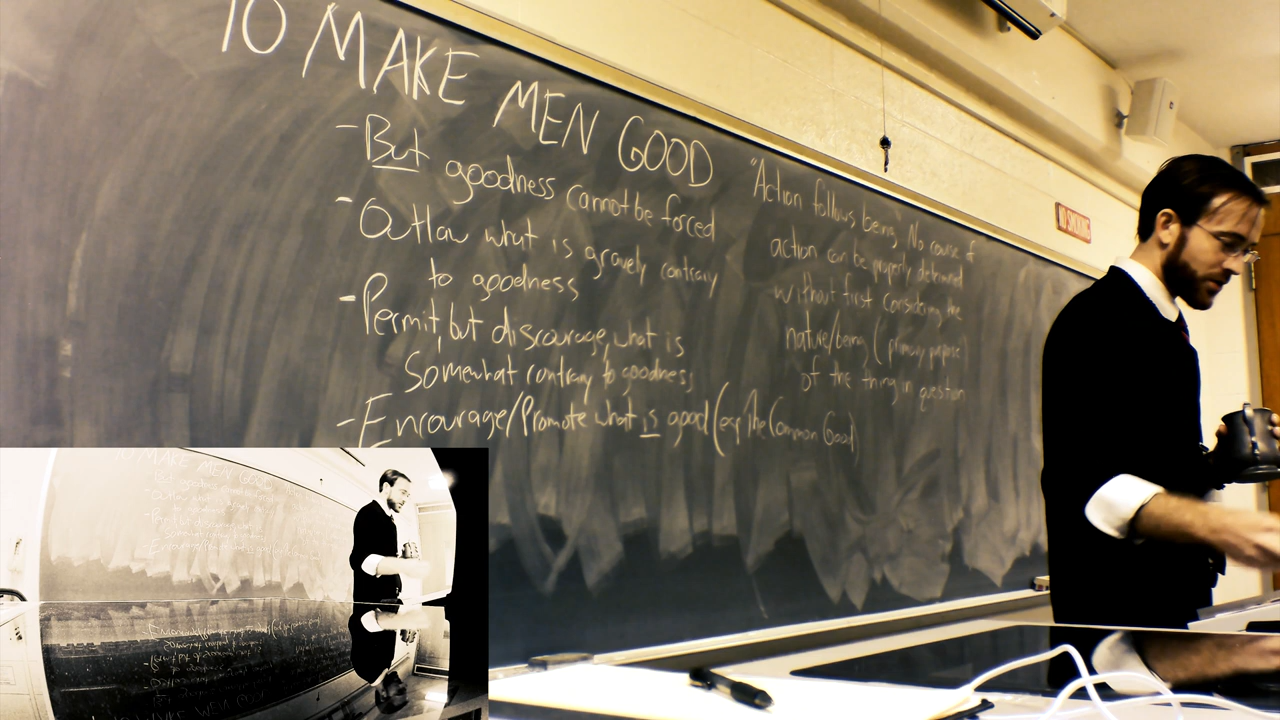 TO MAKE MEN GOOD
- But goodness cannot be forced
- Outlaw what is gravely contrary
to goodness
- Permit, but discourage, what is
Somewhat contrary to goodness
- Encourage/Promote what is good (esp. The Common Good)
"Action follows being. No course of
action can be properly determined
without first considering the
nature/being (primary purpose)
of the thing in question
NO SMOKING